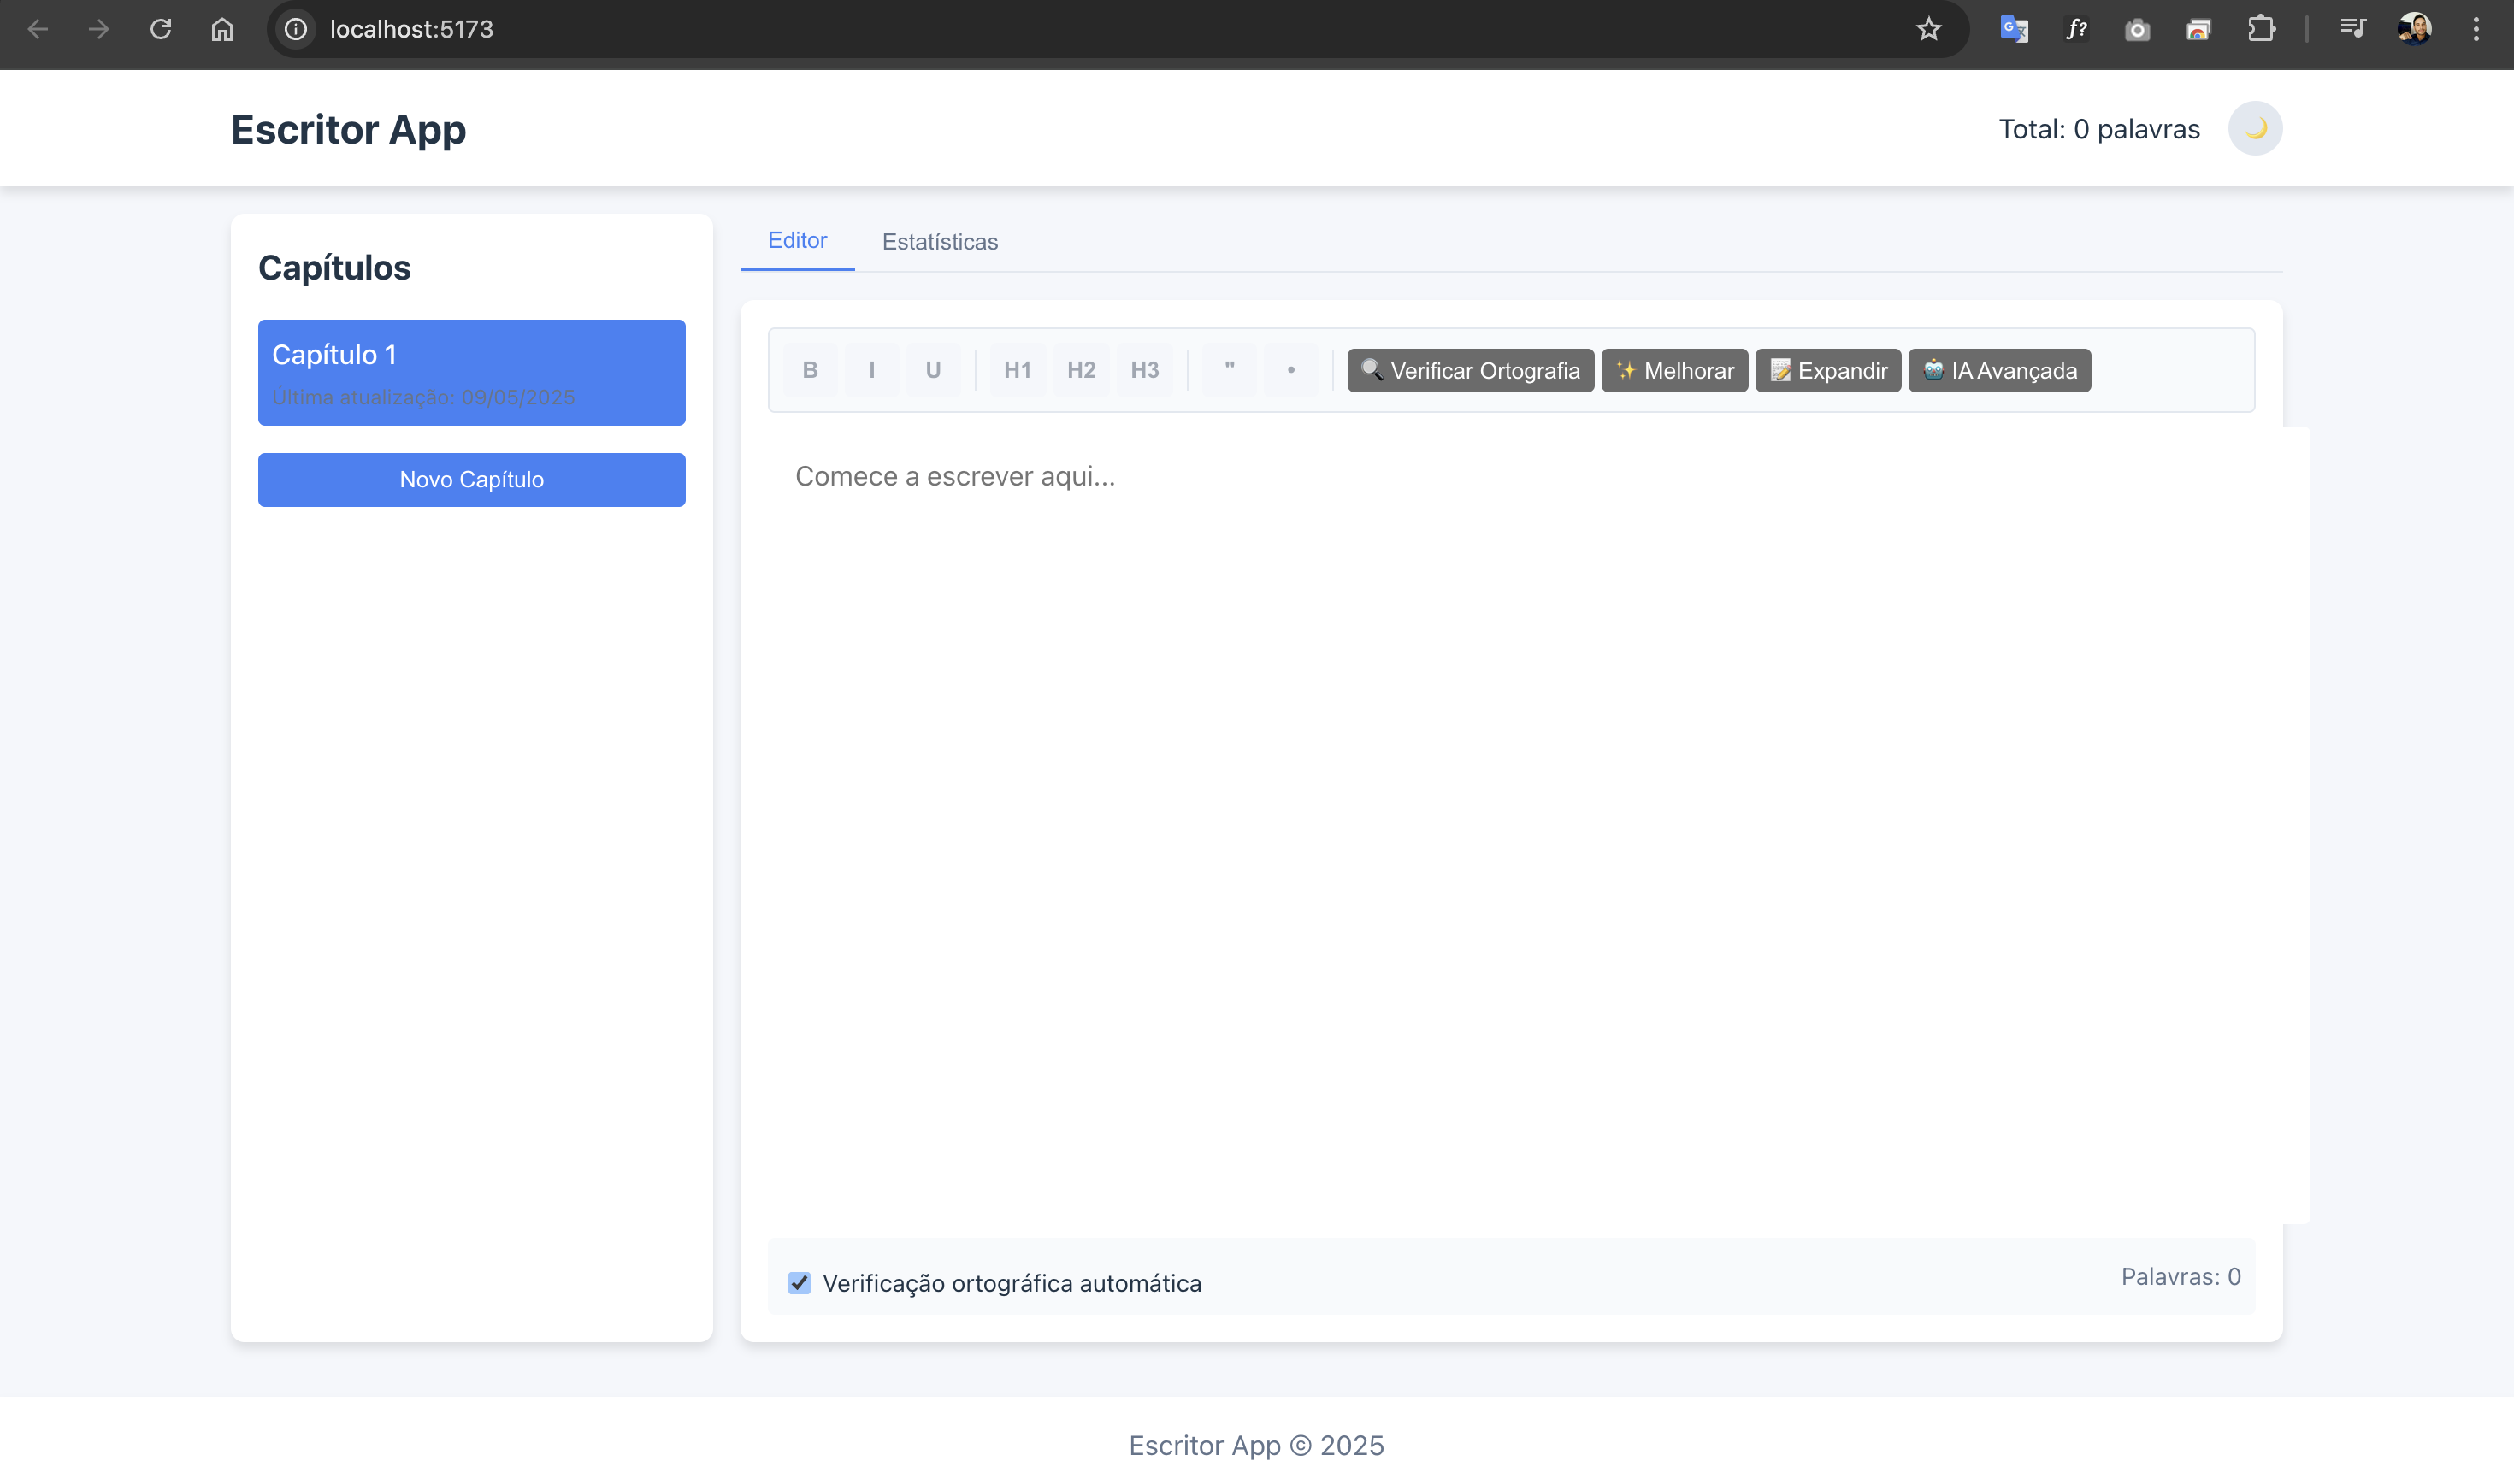 localhost:5173
Escritor App
Total: 0 palavras
Capítulos
Capítulo 1
Última atualização: 09/05/2025
Novo Capítulo
Editor
Estatísticas
B I U H1 H2 H3 " • Verificar Ortografia Melhorar Expandir IA Avançada
Comece a escrever aqui...
Verificação ortográfica automática
Palavras: 0
Escritor App © 2025